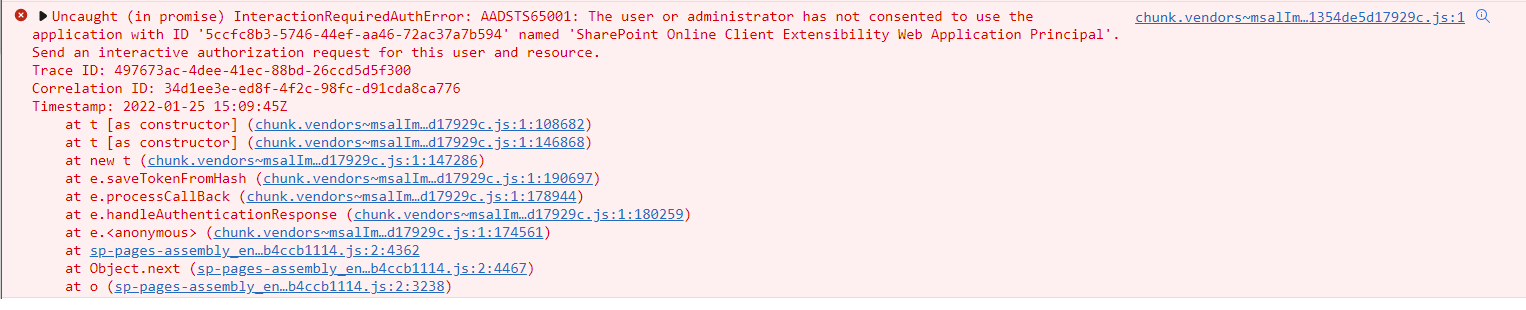 Uncaught (in promise) InteractionRequiredAuthError: AADSTS65001: The user or administrator has not consented to use the chunk.vendors~msalIm…1354de5d17929c.js:1
application with ID '5ccfc8b3-5746-44ef-aa46-72ac37a7b594' named 'SharePoint Online Client Extensibility Web Application Principal'.
Send an interactive authorization request for this user and resource.
Trace ID: 497673ac-4dee-41ec-88bd-26ccd5d5f300
Correlation ID: 34d1ee3e-ed8f-4f2c-98fc-d91cda8ca776
Timestamp: 2022-01-25 15:09:45Z
at t [as constructor] (chunk.vendors~msalIm…d17929c.js:1:108682)
at t [as constructor] (chunk.vendors~msalIm…d17929c.js:1:146868)
at new t (chunk.vendors~msalIm…d17929c.js:1:147286)
at e.saveTokenFromHash (chunk.vendors~msalIm…d17929c.js:1:190697)
at e.processCallBack (chunk.vendors~msalIm…d17929c.js:1:178944)
at e.handleAuthenticationResponse (chunk.vendors~msalIm…d17929c.js:1:180259)
at e.<anonymous> (chunk.vendors~msalIm…d17929c.js:1:174561)
at sp-pages-assembly_en…b4ccb1114.js:2:4362
at Object.next (sp-pages-assembly_en…b4ccb1114.js:2:4467)
at o (sp-pages-assembly_en…b4ccb1114.js:2:3238)